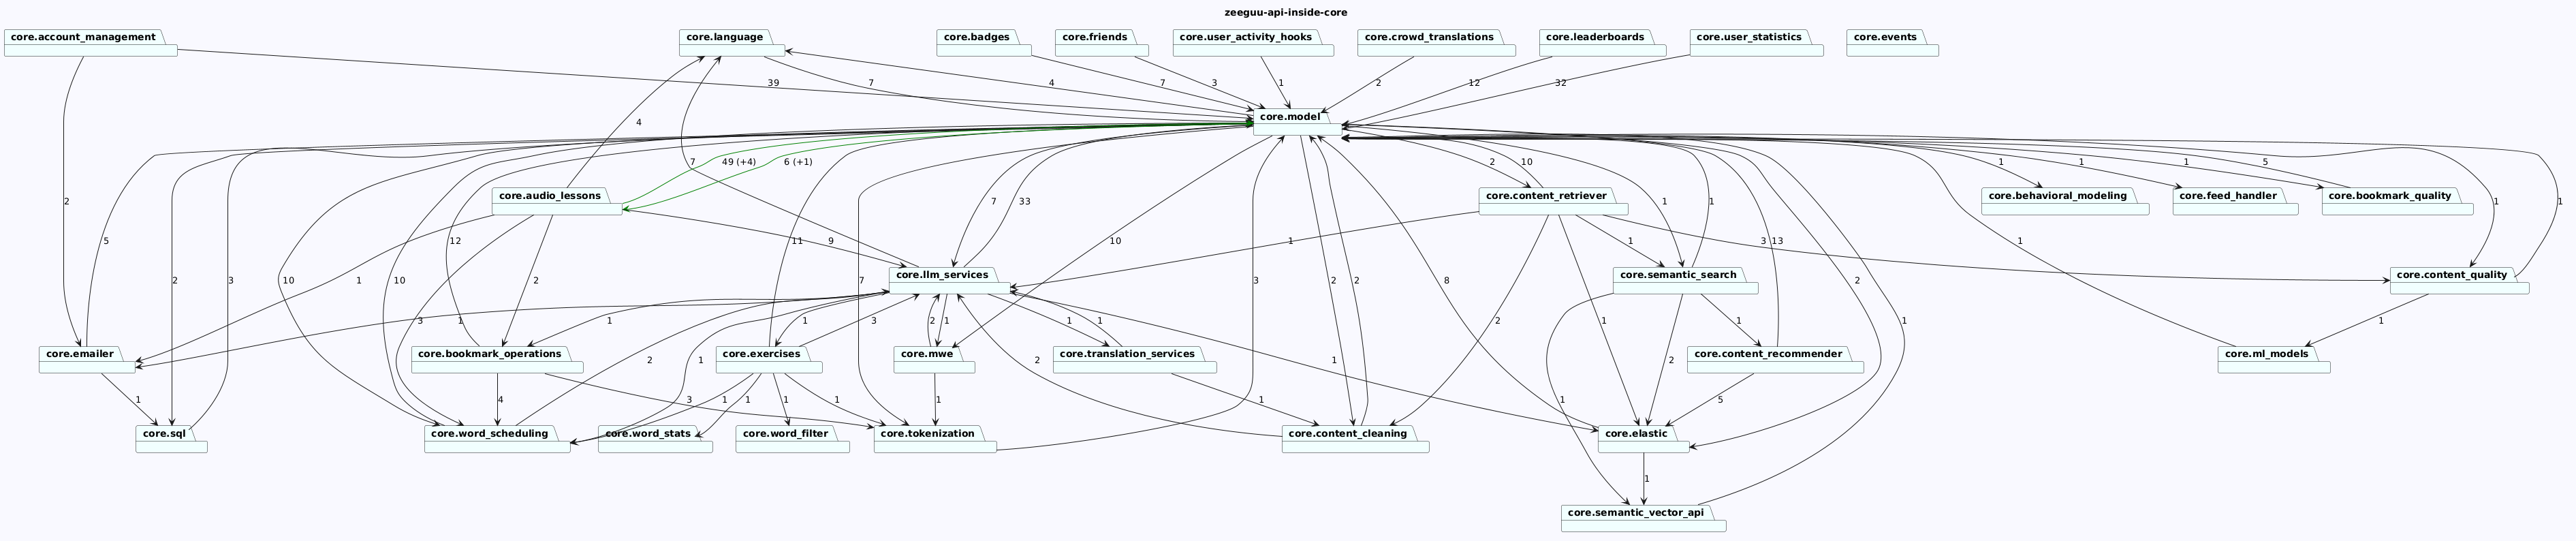 zeeguu-api-inside-core
core.account_management
core.language
core.badges
core.friends
core.user_activity_hooks
core.crowd_translations
core.leaderboards
core.user_statistics
core.events
39
7
4
7
3
1
2
12
32
core.model
4
7
49 (+4)
6 (+1)
2
10
1
1
1
1
5
core.audio_lessons
core.content_retriever
core.behavioral_modeling
core.feed_handler
core.bookmark_quality
2
2
3
7
33
1
1
1
5
12
11
9
10
1
1
3
13
1
core.llm_services
core.semantic_search
core.content_quality
1
2
10
10
7
3
2
2
8
2
3
1
1
1
3
2
1
1
1
2
1
2
1
1
2
1
1
1
core.emailer
core.bookmark_operations
core.exercises
core.mwe
core.translation_services
core.content_recommender
core.ml_models
1
4
3
1
1
1
1
1
1
1
5
core.sql
core.word_scheduling
core.word_stats
core.word_filter
core.tokenization
core.content_cleaning
core.elastic
1
core.semantic_vector_api